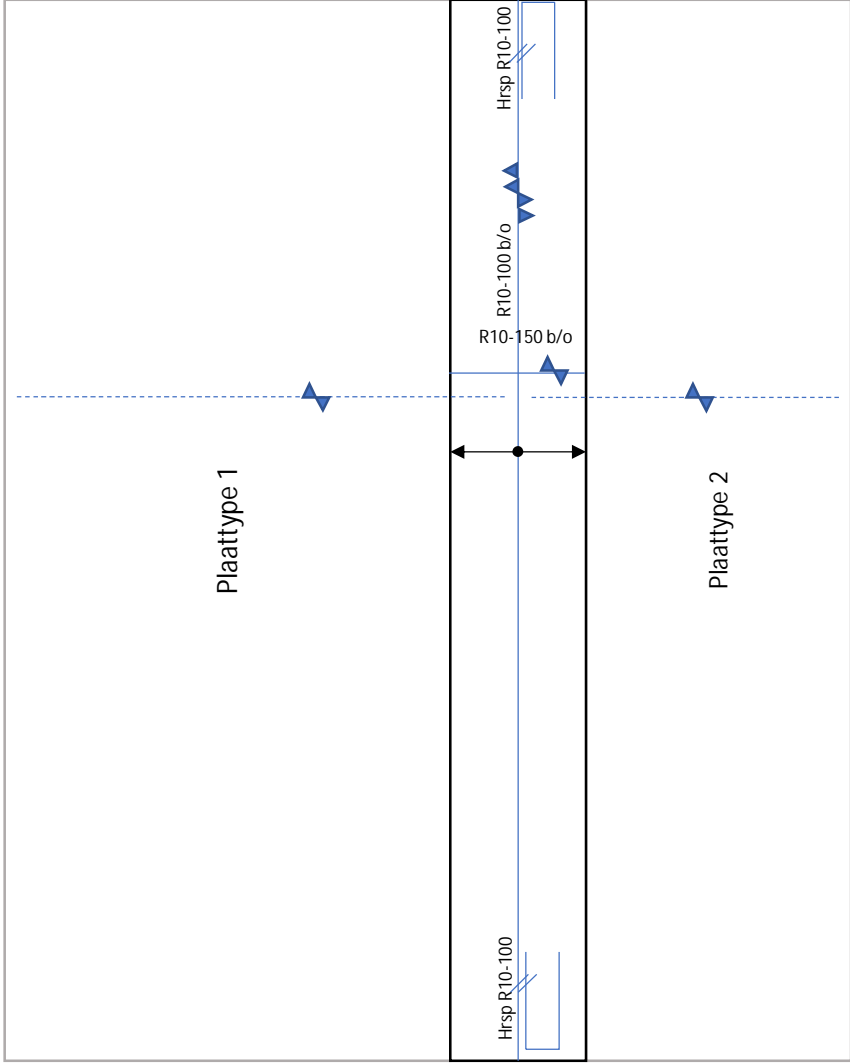 Hrsp R10-100
R10-100 b/o
R10-150 b/o
Plaattype 1
Plaattype 2
Hrsp R10-100